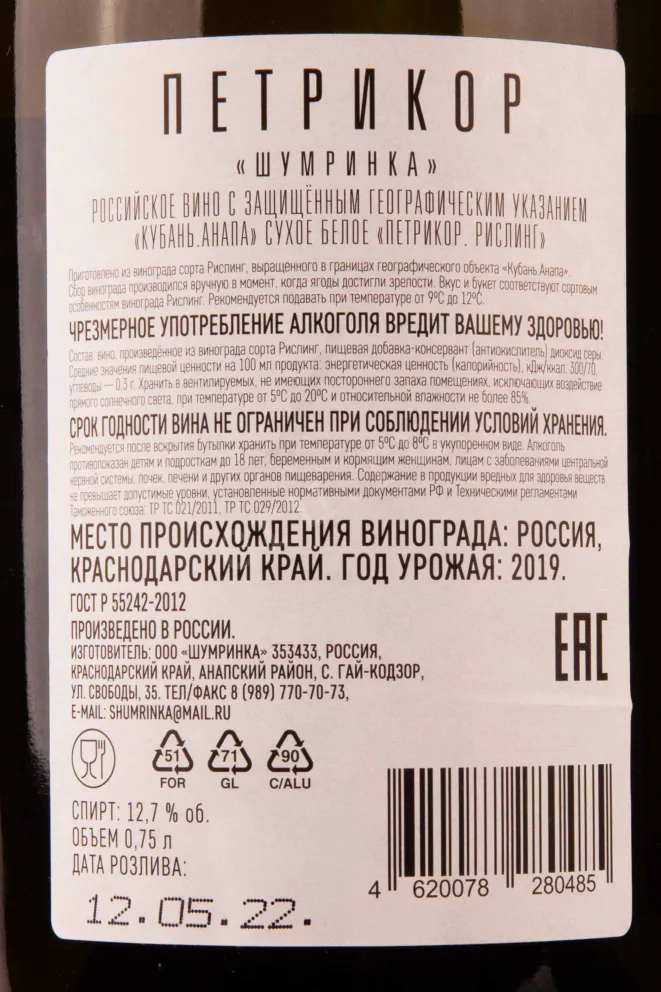 ПЕТРИКОР
«ШУМРИНКА»
РОССИЙСКОЕ ВИНО С ЗАЩИЩЁННЫМ ГЕОГРАФИЧЕСКИМ УКАЗАНИЕМ
«КУБАНЬ.АНАПА» СУХОЕ БЕЛОЕ «ПЕТРИКОР. РИСЛИНГ»
Приготовлено из винограда сорта Рислинг, выращенного в границах географического объекта «Кубань.Анапа».
Сбор винограда производился вручную в момент, когда ягоды достигли зрелости. Вкус и букет соответствуют сортовым
особенностям винограда Рислинг. Рекомендуется подавать при температуре от 9°С до 12°С.
ЧРЕЗМЕРНОЕ УПОТРЕБЛЕНИЕ АЛКОГОЛЯ ВРЕДИТ ВАШЕМУ ЗДОРОВЬЮ!
Состав: вино, произведённое из винограда сорта Рислинг, пищевая добавка-консервант (антиокислитель) диоксид серы.
Средние значения пищевой ценности на 100 мл продукта: энергетическая ценность (калорийность), кДж/ккал: 300/70,
углеводы – 0,3 г. Хранить в вентилируемых, не имеющих постороннего запаха помещениях, исключающих воздействие
прямого солнечного света, при температуре от 5°С до 20°С и относительной влажности не более 85%.
СРОК ГОДНОСТИ ВИНА НЕ ОГРАНИЧЕН ПРИ СОБЛЮДЕНИИ УСЛОВИЙ ХРАНЕНИЯ.
Рекомендуется после вскрытия бутылки хранить при температуре от 5°С до 8°С в укупоренном виде. Алкоголь
противопоказан детям и подросткам до 18 лет, беременным и кормящим женщинам, лицам с заболеваниями центральной
нервной системы, почек, печени и других органов пищеварения. Содержание в продукции вредных для здоровья веществ
не превышает допустимые уровни, установленные нормативными документами РФ и Техническими регламентами
Таможенного союза: ТР ТС 021/2011, ТР ТС 029/2012
МЕСТО ПРОИСХОЖДЕНИЯ ВИНОГРАДА: РОССИЯ,
КРАСНОДАРСКИЙ КРАЙ. ГОД УРОЖАЯ: 2019.
ГОСТ Р 55242-2012
ПРОИЗВЕДЕНО В РОССИИ.
ИЗГОТОВИТЕЛЬ: ООО «ШУМРИНКА» 353433, РОССИЯ,
КРАСНОДАРСКИЙ КРАЙ, АНАПСКИЙ РАЙОН, С. ГАЙ-КОДЗОР,
УЛ. СВОБОДЫ, 35. ТЕЛ/ФАКС 8 (989) 770-70-73,
E-MAIL: SHUMRINKA@MAIL.RU
EAC
51 71 90
FOR GL C/ALU
СПИРТ: 12,7 % об.
ОБЪЕМ 0,75 л
ДАТА РОЗЛИВА:
12.05.22.
4 620078 280485